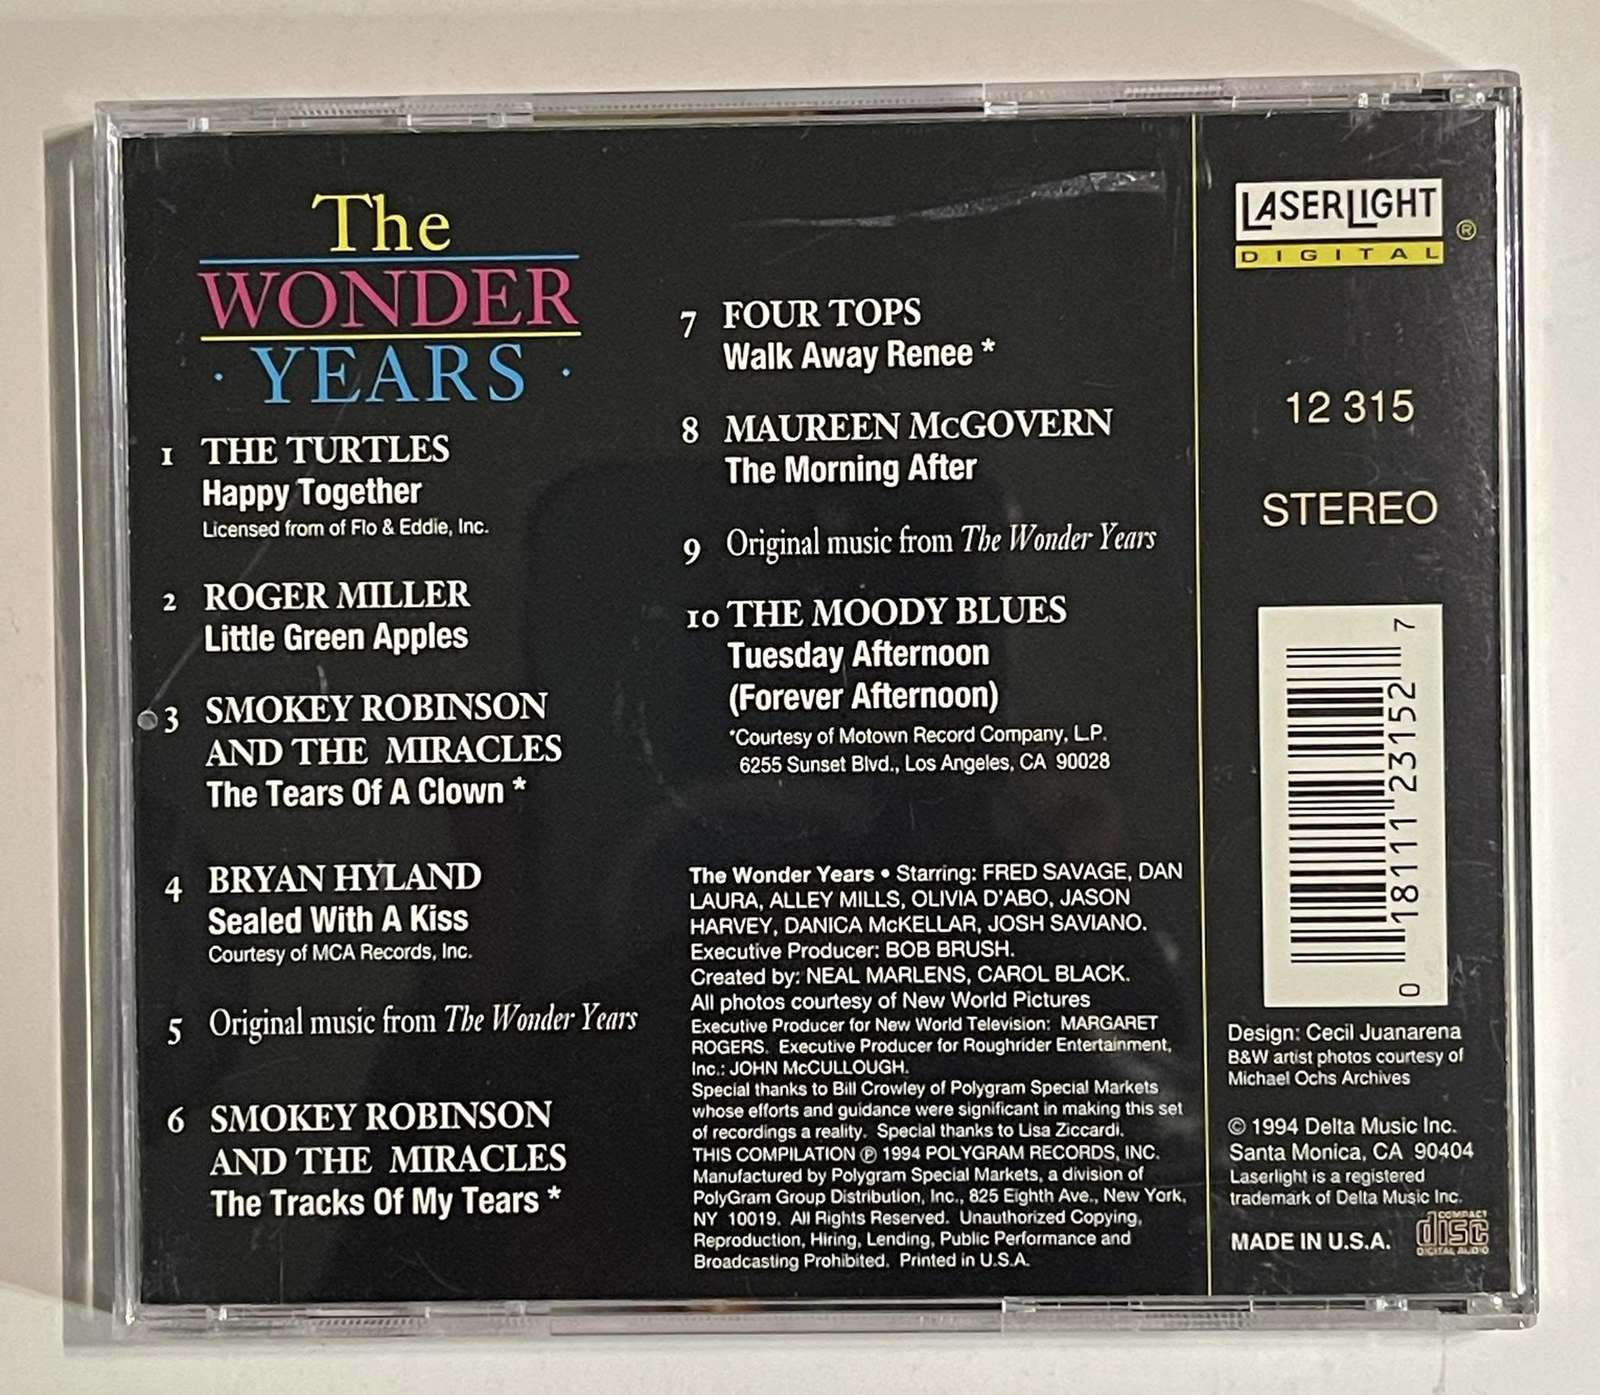 The
WONDER
· YEARS ·
1 THE TURTLES
Happy Together
Licensed from of Flo & Eddie, Inc.
2 ROGER MILLER
Little Green Apples
3 SMOKEY ROBINSON
AND THE MIRACLES
The Tears Of A Clown *
4 BRYAN HYLAND
Sealed With A Kiss
Courtesy of MCA Records, Inc.
5 Original music from The Wonder Years
6 SMOKEY ROBINSON
AND THE MIRACLES
The Tracks Of My Tears *
7 FOUR TOPS
Walk Away Renee *
8 MAUREEN McGOVERN
The Morning After
9 Original music from The Wonder Years
10 THE MOODY BLUES
Tuesday Afternoon
(Forever Afternoon)
*Courtesy of Motown Record Company, L.P.
6255 Sunset Blvd., Los Angeles, CA 90028
The Wonder Years • Starring: FRED SAVAGE, DAN
LAURA, ALLEY MILLS, OLIVIA D'ABO, JASON
HARVEY, DANICA McKELLAR, JOSH SAVIANO.
Executive Producer: BOB BRUSH.
Created by: NEAL MARLENS, CAROL BLACK.
All photos courtesy of New World Pictures
Executive Producer for New World Television: MARGARET
ROGERS. Executive Producer for Roughrider Entertainment,
Inc.: JOHN McCULLOUGH.
Special thanks to Bill Crowley of Polygram Special Markets
whose efforts and guidance were significant in making this set
of recordings a reality. Special thanks to Lisa Ziccardi.
THIS COMPILATION ℗ 1994 POLYGRAM RECORDS, INC.
Manufactured by Polygram Special Markets, a division of
PolyGram Group Distribution, Inc., 825 Eighth Ave., New York,
NY 10019. All Rights Reserved. Unauthorized Copying,
Reproduction, Hiring, Lending, Public Performance and
Broadcasting Prohibited. Printed in U.S.A.
LASERLIGHT
DIGITAL ®
12 315
STEREO
0 18111 23152 7
Design: Cecil Juanarena
B&W artist photos courtesy of
Michael Ochs Archives
© 1994 Delta Music Inc.
Santa Monica, CA 90404
Laserlight is a registered
trademark of Delta Music Inc.
MADE IN U.S.A.
COMPACT
disc
DIGITAL AUDIO